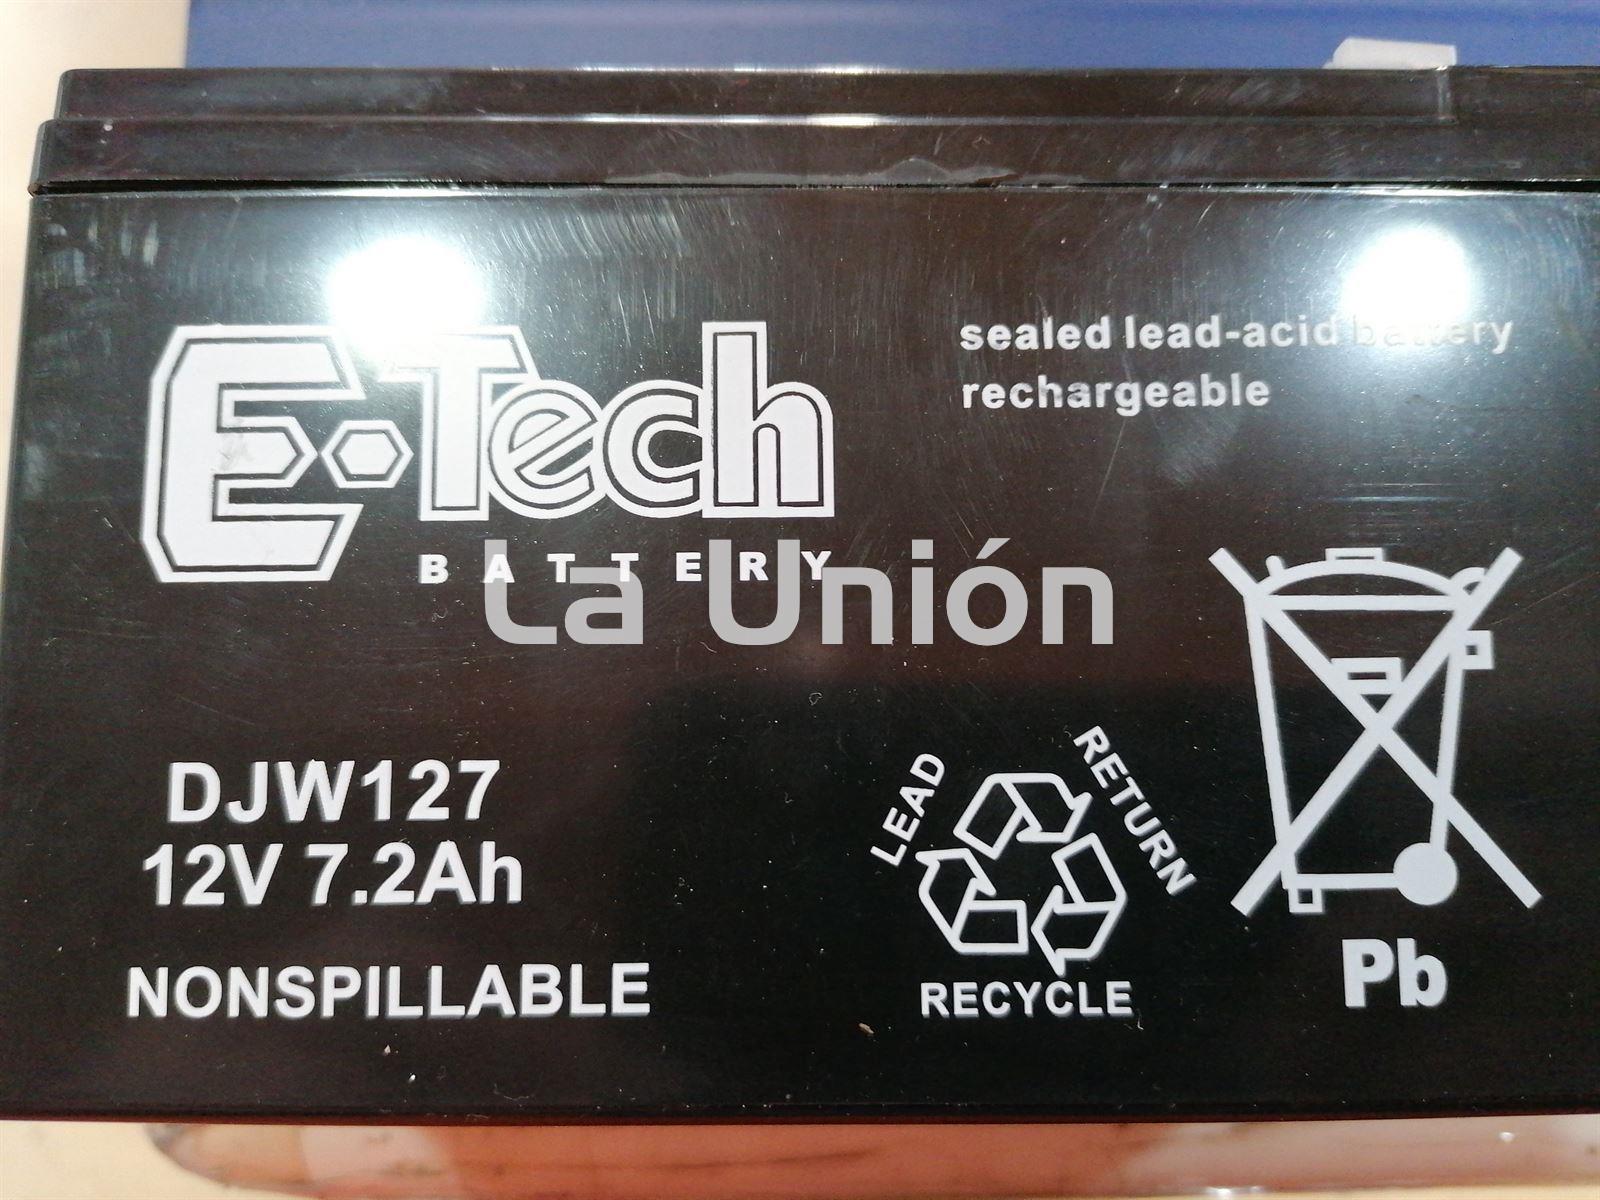 E-Tech
BATTERY
sealed lead-acid battery
rechargeable
La Unión
DJW127
12V 7.2Ah
NONSPILLABLE
LEAD
RETURN
RECYCLE
Pb